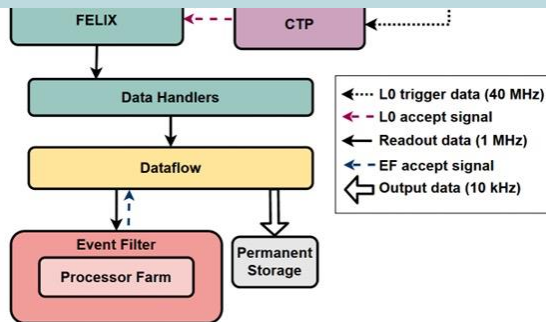 FELIX
CTP
Data Handlers
Dataflow
Event Filter
Processor Farm
Permanent
Storage
L0 trigger data (40 MHz)
L0 accept signal
Readout data (1 MHz)
EF accept signal
Output data (10 kHz)